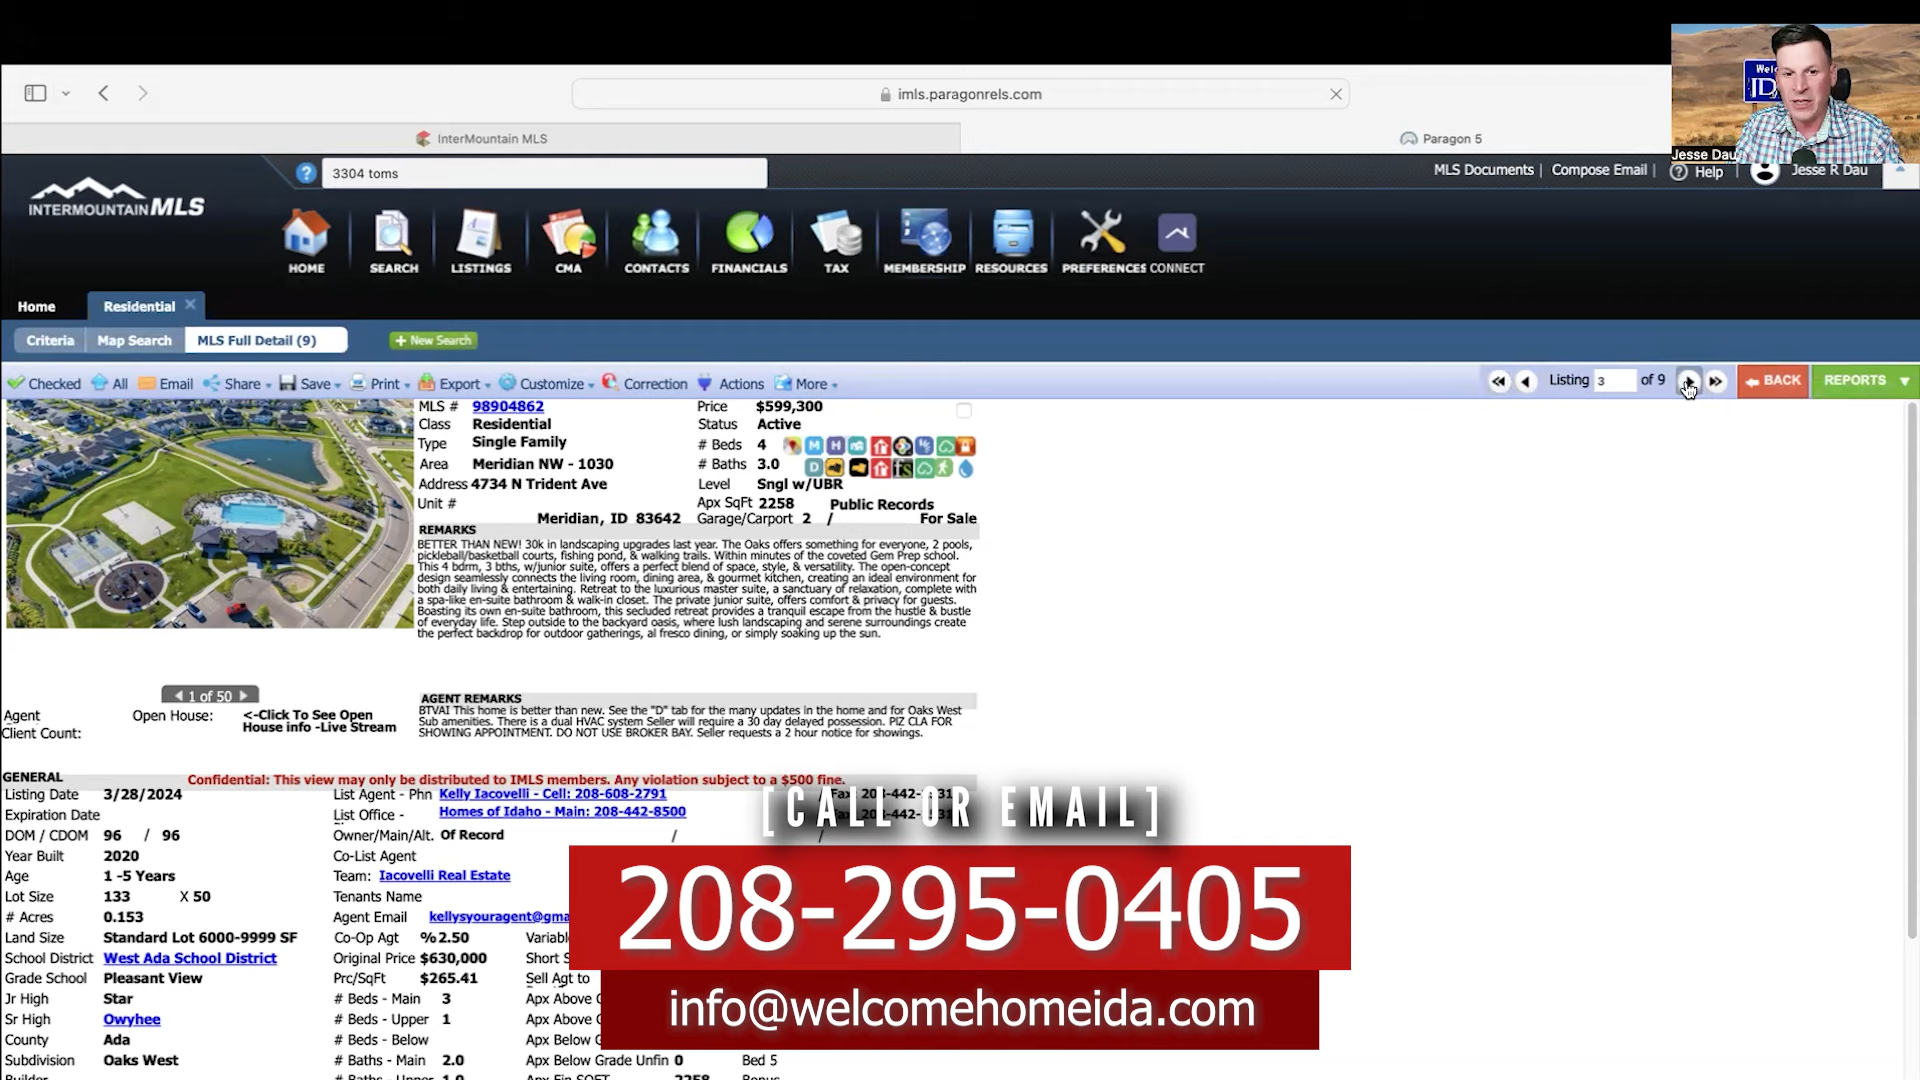 imls.paragonrels.com
InterMountain MLS
Paragon 5
Jesse Dau
INTERMOUNTAIN MLS
3304 toms
MLS Documents | Compose Email | Help | Jesse R Dau
HOME SEARCH LISTINGS CMA CONTACTS FINANCIALS TAX MEMBERSHIP RESOURCES PREFERENCES CONNECT
Home Residential
Criteria Map Search MLS Full Detail (9) + New Search
Checked All Email Share Save Print Export Customize Correction Actions More Listing 3 of 9 BACK REPORTS
MLS # 98904862 Price $599,300
Class Residential Status Active
Type Single Family # Beds 4
Area Meridian NW - 1030 # Baths 3.0
Address 4734 N Trident Ave Level Sngl w/UBR
Unit # Apx SqFt 2258 Public Records
Meridian, ID 83642 Garage/Carport 2 / For Sale
REMARKS
BETTER THAN NEW! 30k in landscaping upgrades last year. The Oaks offers something for everyone, 2 pools,
pickleball/basketball courts, fishing pond, & walking trails. Within minutes of the coveted Gem Prep school.
This 4 bdrm, 3 bths, w/junior suite, offers a perfect blend of space, style, & versatility. The open-concept
design seamlessly connects the living room, dining area, & gourmet kitchen, creating an ideal environment for
both daily living & entertaining. Retreat to the luxurious master suite, a sanctuary of relaxation, complete with
a spa-like en-suite bathroom & walk-in closet. The private junior suite, offers comfort & privacy for guests.
Boasting its own en-suite bathroom, this secluded retreat provides a tranquil escape from the hustle & bustle
of everyday life. Step outside to the backyard oasis, where lush landscaping and serene surroundings create
the perfect backdrop for outdoor gatherings, al fresco dining, or simply soaking up the sun.
1 of 50
Agent
Client Count:
Open House: <-Click To See Open
House info -Live Stream
AGENT REMARKS
BTVAI This home is better than new. See the "D" tab for the many updates in the home and for Oaks West
Sub amenities. There is a dual HVAC system Seller will require a 30 day delayed possession. PlZ CLA FOR
SHOWING APPOINTMENT. DO NOT USE BROKER BAY. Seller requests a 2 hour notice for showings.
GENERAL Confidential: This view may only be distributed to IMLS members. Any violation subject to a $500 fine.
Listing Date 3/28/2024 List Agent - Phn Kelly Iacovelli - Cell: 208-608-2791
Expiration Date List Office - Homes of Idaho - Main: 208-442-8500
DOM / CDOM 96 / 96 Owner/Main/Alt. Of Record / /
Year Built 2020 Co-List Agent
Age 1 -5 Years Team: Iacovelli Real Estate
Lot Size 133 X 50 Tenants Name
# Acres 0.153 Agent Email kellysyouragent@gma
Land Size Standard Lot 6000-9999 SF Co-Op Agt %2.50 Variabl
School District West Ada School District Original Price $630,000 Short S
Grade School Pleasant View Prc/SqFt $265.41 Sell Agt to
Jr High Star # Beds - Main 3 Apx Above G
Sr High Owyhee # Beds - Upper 1 Apx Above G
County Ada # Beds - Below Apx Below G
Subdivision Oaks West # Baths - Main 2.0 Apx Below Grade Unfin 0 Bed 5
[CALL OR EMAIL]
208-295-0405
info@welcomehomeida.com